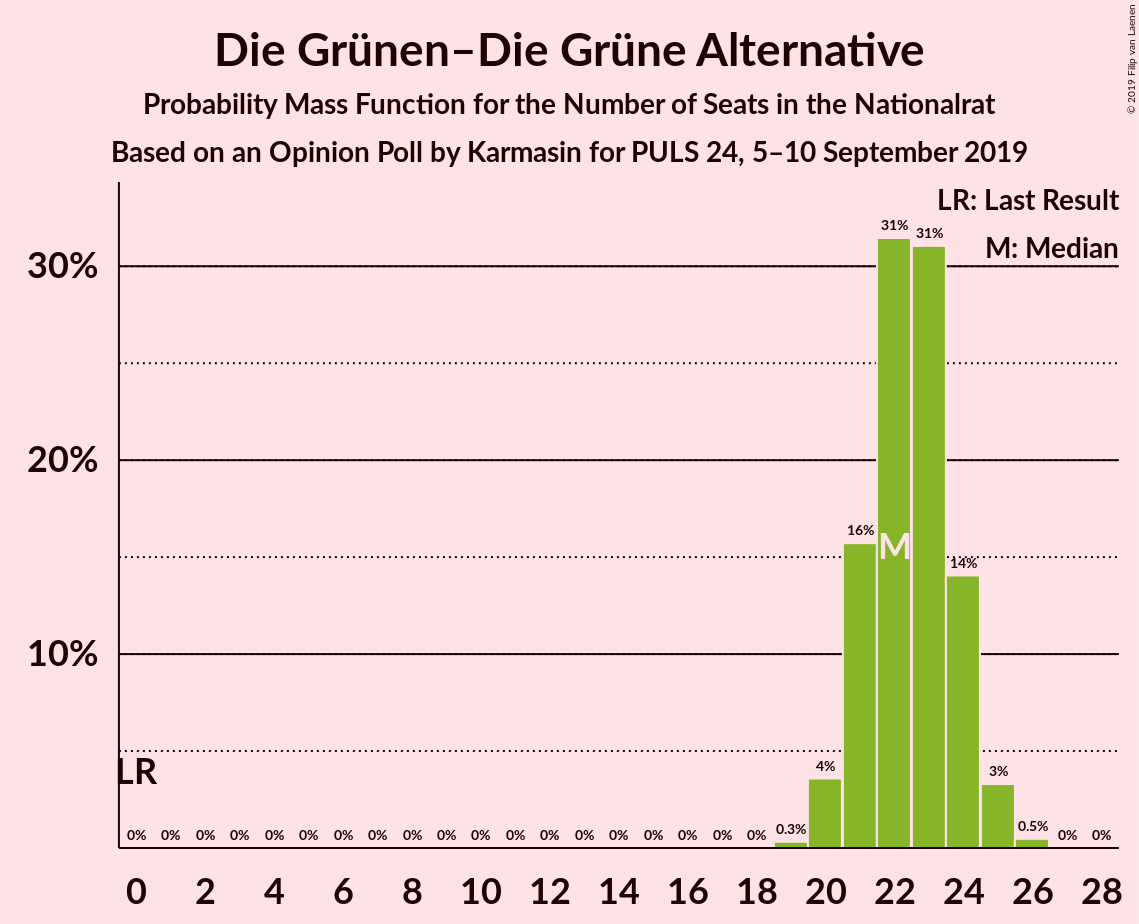 Die Grünen–Die Grüne Alternative
Probability Mass Function for the Number of Seats in the Nationalrat
Based on an Opinion Poll by Karmasin for PULS 24, 5–10 September 2019
© 2019 Filip van Laenen
LR: Last Result
M: Median
30%
20%
10%
31%
31%
16%
M
14%
LR
4%
3%
0% 0% 0% 0% 0% 0% 0% 0% 0% 0% 0% 0% 0% 0% 0% 0% 0% 0% 0% 0.3% 0.5% 0% 0%
0 2 4 6 8 10 12 14 16 18 20 22 24 26 28